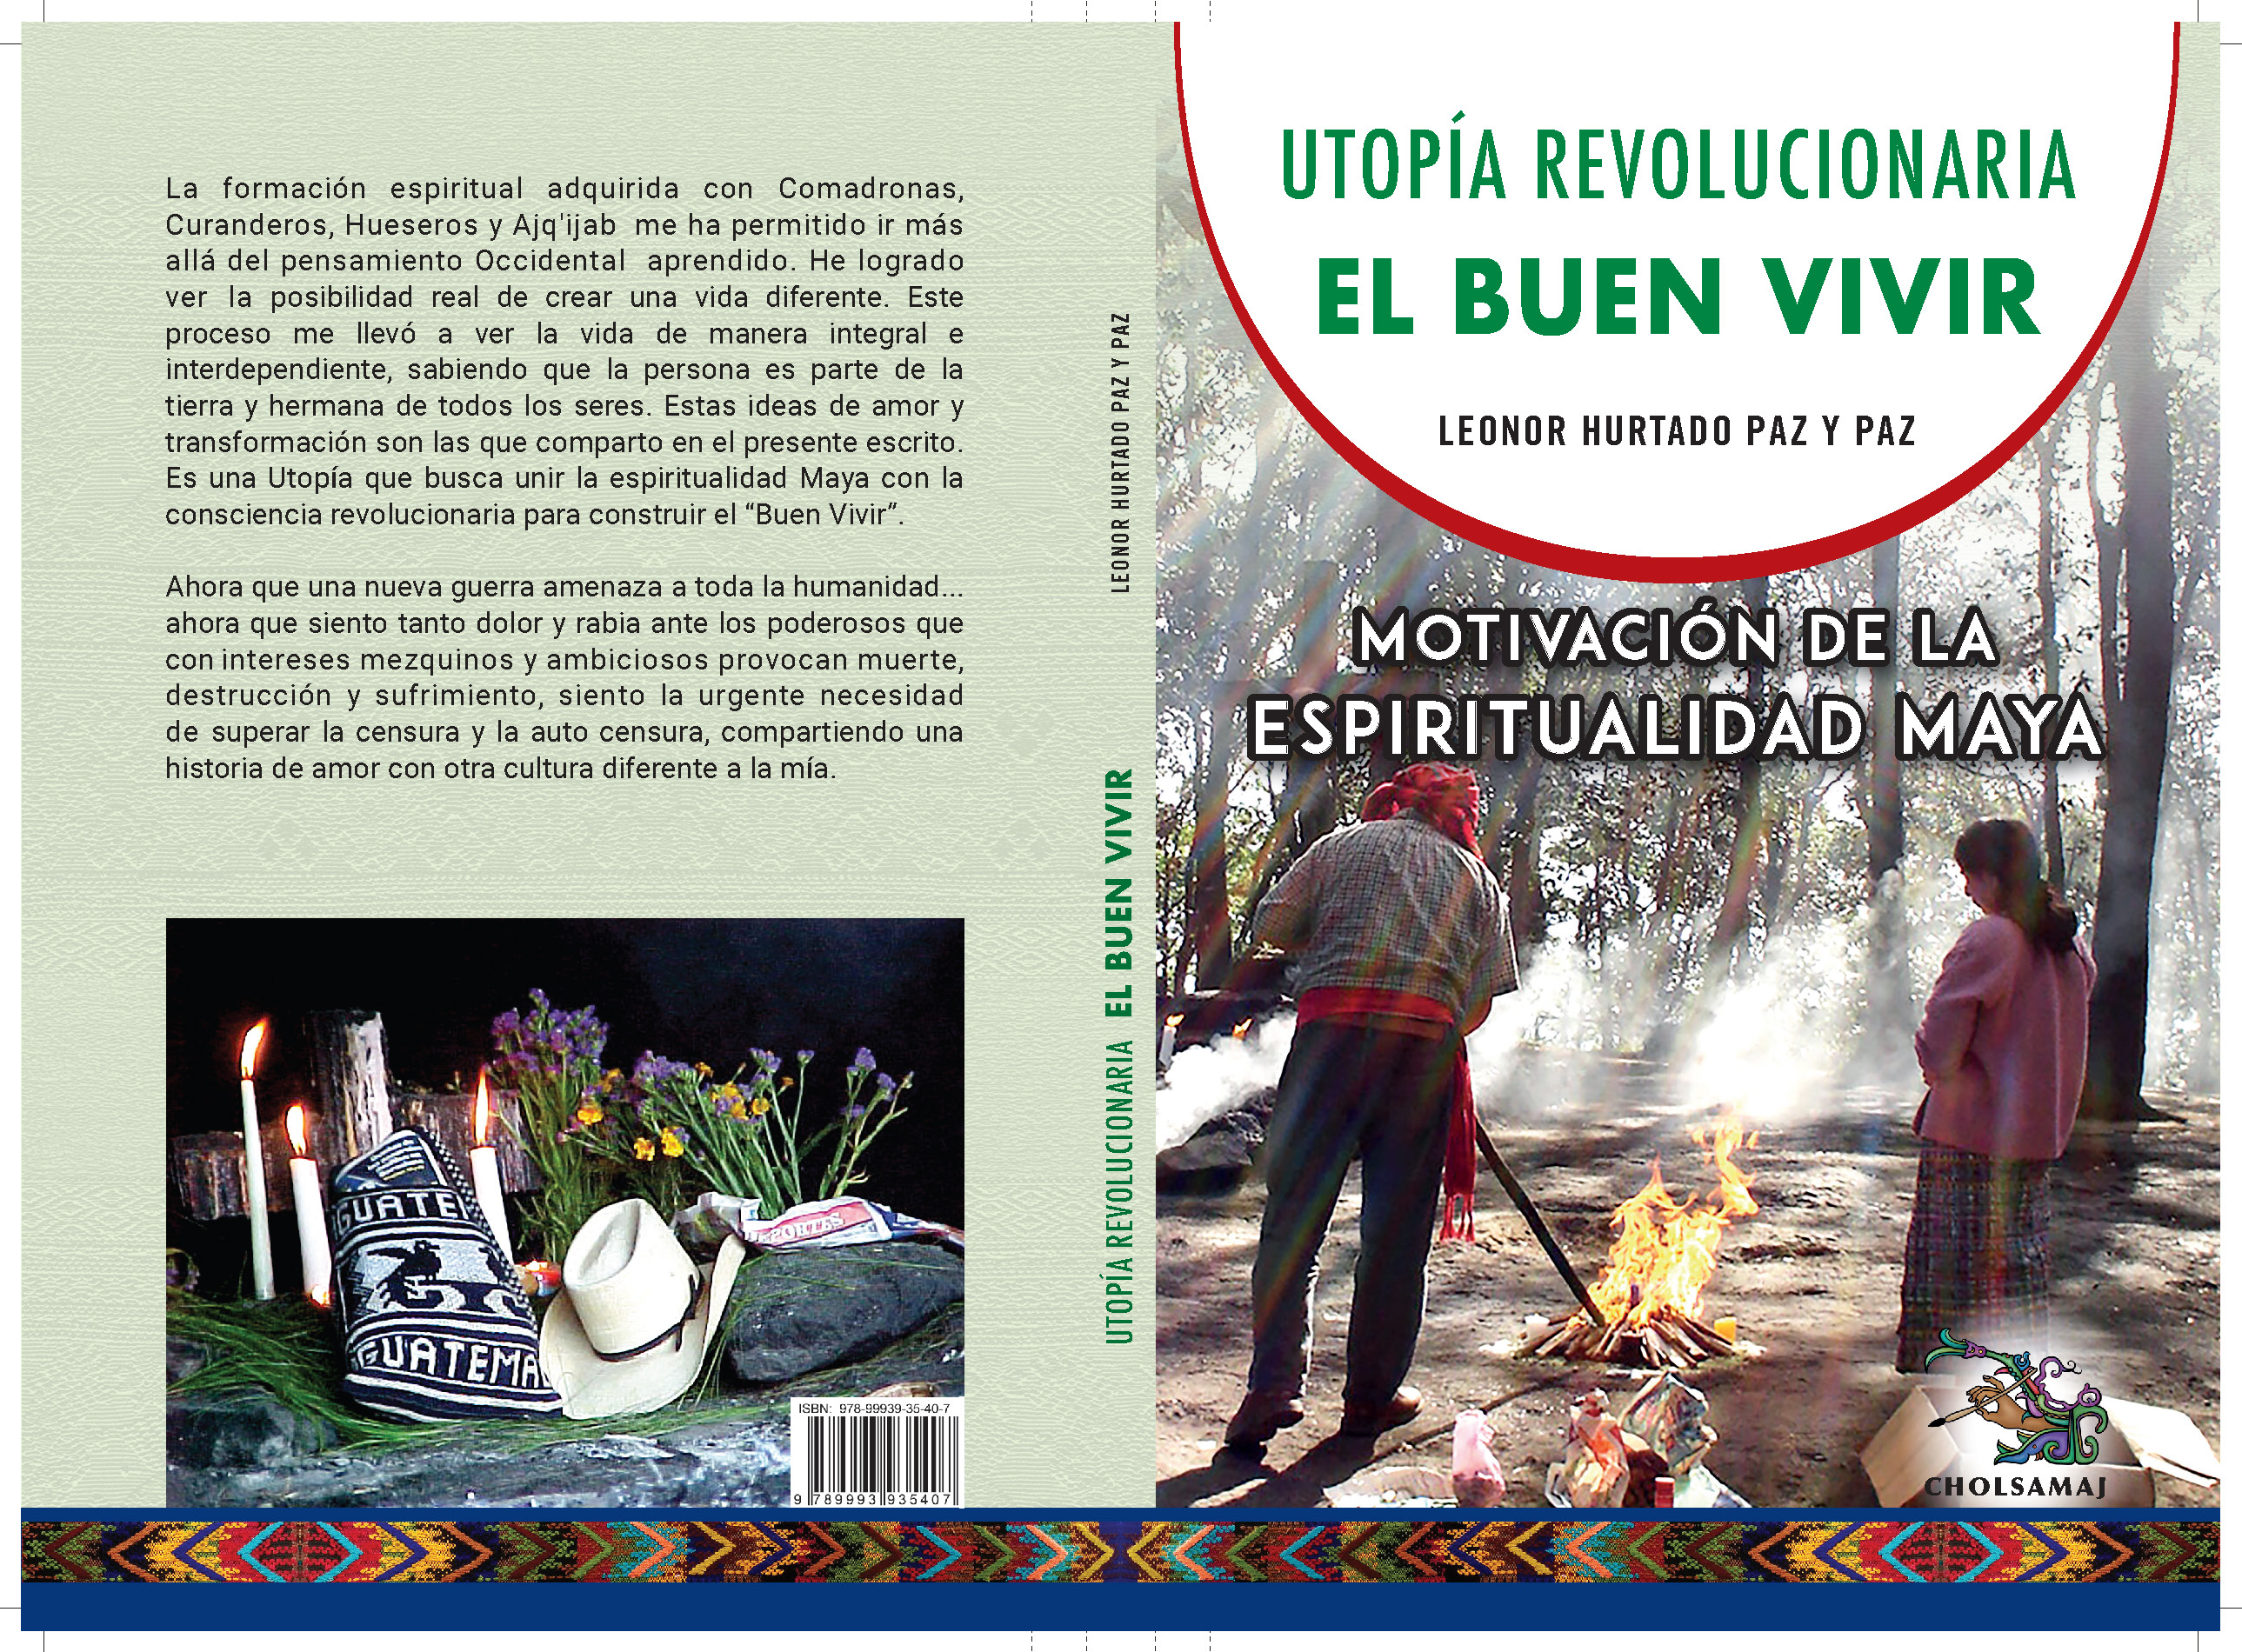 La formación espiritual adquirida con Comadronas,
Curanderos, Hueseros y Ajq'ijab me ha permitido ir más
allá del pensamiento Occidental aprendido. He logrado
ver la posibilidad real de crear una vida diferente. Este
proceso me llevó a ver la vida de manera integral e
interdependiente, sabiendo que la persona es parte de la
tierra y hermana de todos los seres. Estas ideas de amor y
transformación son las que comparto en el presente escrito.
Es una Utopía que busca unir la espiritualidad Maya con la
consciencia revolucionaria para construir el “Buen Vivir”.
Ahora que una nueva guerra amenaza a toda la humanidad...
ahora que siento tanto dolor y rabia ante los poderosos que
con intereses mezquinos y ambiciosos provocan muerte,
destrucción y sufrimiento, siento la urgente necesidad
de superar la censura y la auto censura, compartiendo una
historia de amor con otra cultura diferente a la mía.
GUATE
GUATEMA
ISBN: 978-99939-35-40-7
9 789993 935407
UTOPÍA REVOLUCIONARIA EL BUEN VIVIR LEONOR HURTADO PAZ Y PAZ
UTOPÍA REVOLUCIONARIA
EL BUEN VIVIR
LEONOR HURTADO PAZ Y PAZ
MOTIVACIÓN DE LA
ESPIRITUALIDAD MAYA
CHOLSAMAJ